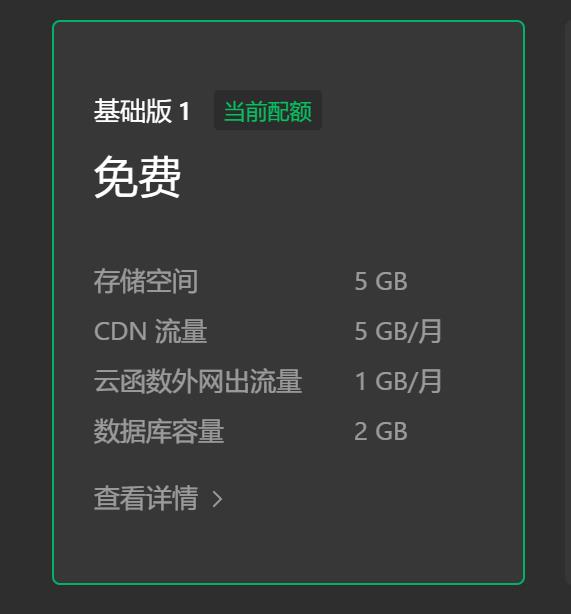 基础版 1 当前配额
免费
存储空间 5 GB
CDN 流量 5 GB/月
云函数外网出流量 1 GB/月
数据库容量 2 GB
查看详情 >